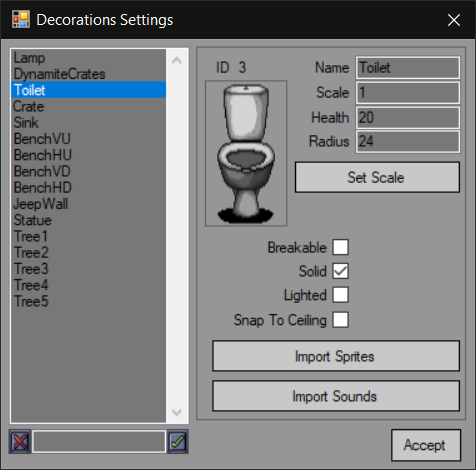 Decorations Settings
Lamp
DynamiteCrates
Toilet
Crate
Sink
BenchVU
BenchHU
BenchVD
BenchHD
JeepWall
Statue
Tree1
Tree2
Tree3
Tree4
Tree5
ID 3
Name Toilet
Scale 1
Health 20
Radius 24
Set Scale
Breakable
Solid
Lighted
Snap To Ceiling
Import Sprites
Import Sounds
Accept